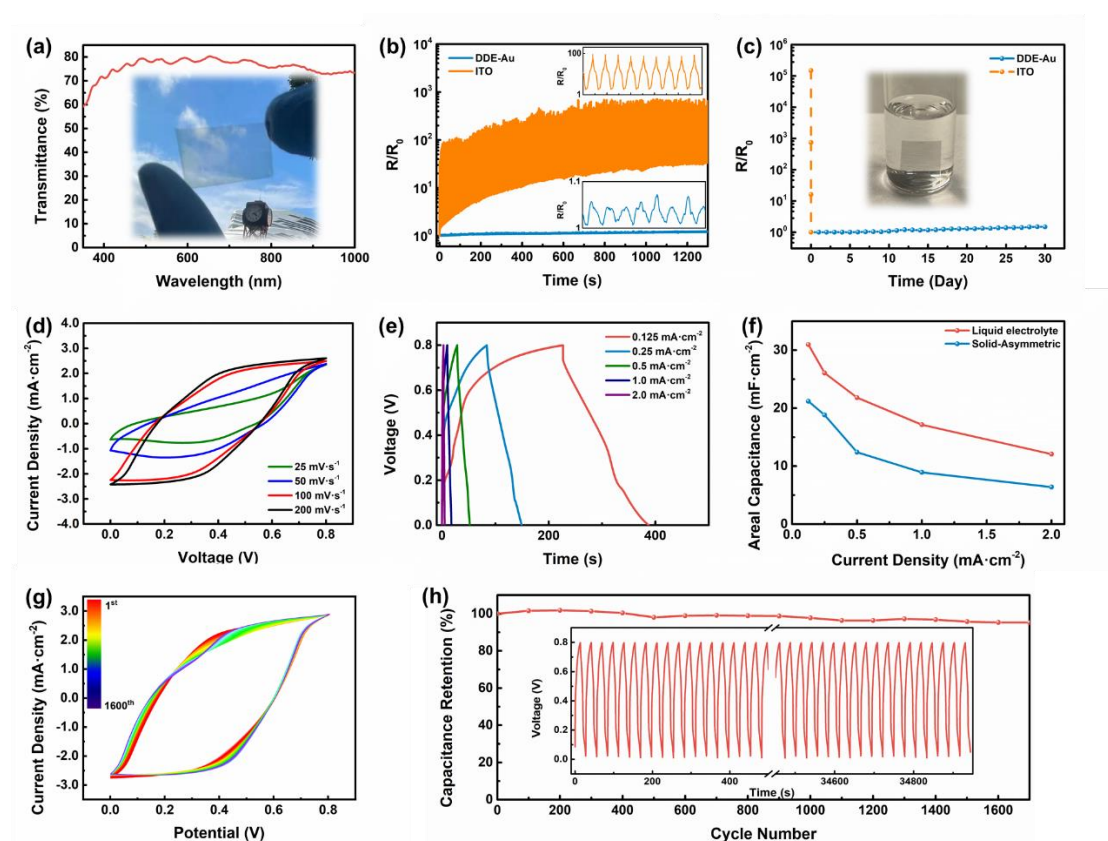 (a)
Transmittance (%)
80
70
60
50
40
30
20
10
0
400 500 600 700 800 900 1000
Wavelength (nm)
(b)
DDE-Au
ITO
R/R₀
10⁴
10³
10²
10¹
10⁰
0 200 400 600 800 1000 1200
Time (s)
100
R/R₀
1
1.1
R/R₀
1
(c)
DDE-Au
ITO
R/R₀
10⁶
10⁵
10⁴
10³
10²
10¹
10⁰
0 5 10 15 20 25 30
Time (Day)
(d)
Current Density (mA·cm⁻²)
4.0
3.0
2.0
1.0
0.0
-1.0
-2.0
-3.0
-4.0
25 mV·s⁻¹
50 mV·s⁻¹
100 mV·s⁻¹
200 mV·s⁻¹
0.0 0.2 0.4 0.6 0.8
Voltage (V)
(e)
Voltage (V)
0.8
0.6
0.4
0.2
0.0
0.125 mA·cm⁻²
0.25 mA·cm⁻²
0.5 mA·cm⁻²
1.0 mA·cm⁻²
2.0 mA·cm⁻²
0 200 400
Time (s)
(f)
Areal Capacitance (mF·cm⁻²)
Liquid electrolyte
Solid-Asymmetric
30
20
10
0
0.0 0.5 1.0 1.5 2.0
Current Density (mA·cm⁻²)
(g)
Current Density (mA·cm⁻²)
3.0
2.0
1.0
0.0
-1.0
-2.0
-3.0
1ˢᵗ
1600ᵗʰ
0.0 0.2 0.4 0.6 0.8
Potential (V)
(h)
Capacitance Retention (%)
100
80
60
40
20
0
Voltage (V)
0.8
0.6
0.4
0.2
0.0
0 200 400 34600 34800
Time (s)
0 200 400 600 800 1000 1200 1400 1600
Cycle Number